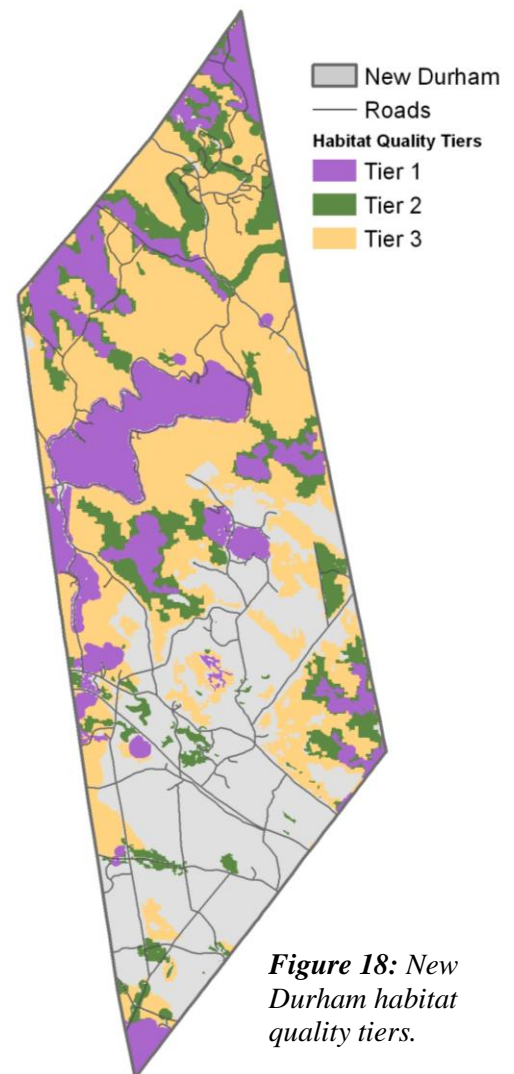 New Durham
Roads
Habitat Quality Tiers
Tier 1
Tier 2
Tier 3
Figure 18: New
Durham habitat
quality tiers.